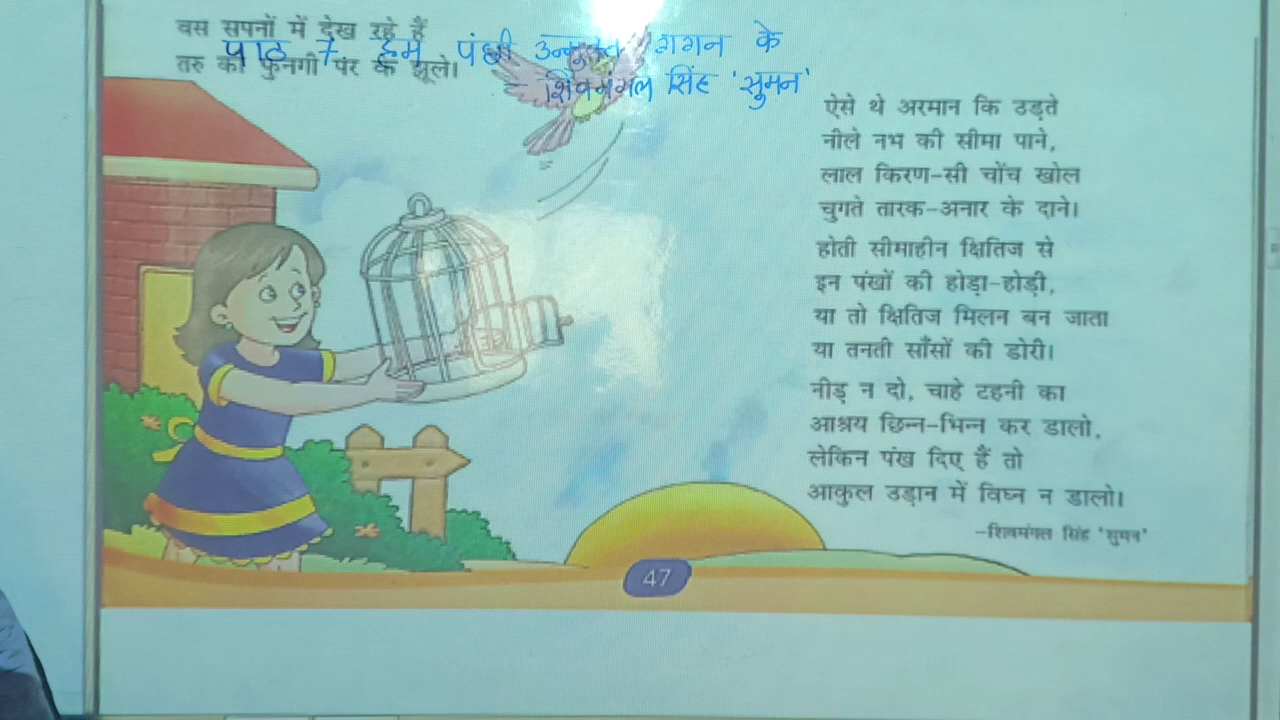 बस सपनों में देख रहे हैं
तरु की फुनगी पर के झूले।
पाठ 7 हम पंछी उन्मुक्त गगन के
- शिवमंगल सिंह 'सुमन'
ऐसे थे अरमान कि उड़ते
नीले नभ की सीमा पाने,
लाल किरण-सी चोंच खोल
चुगते तारक-अनार के दाने।
होती सीमाहीन क्षितिज से
इन पंखों की होड़ा-होड़ी,
या तो क्षितिज मिलन बन जाता
या तनती साँसों की डोरी।
नीड़ न दो, चाहे टहनी का
आश्रय छिन्न-भिन्न कर डालो,
लेकिन पंख दिए हैं तो
आकुल उड़ान में विघ्न न डालो।
-शिवमंगल सिंह 'सुमन'
47